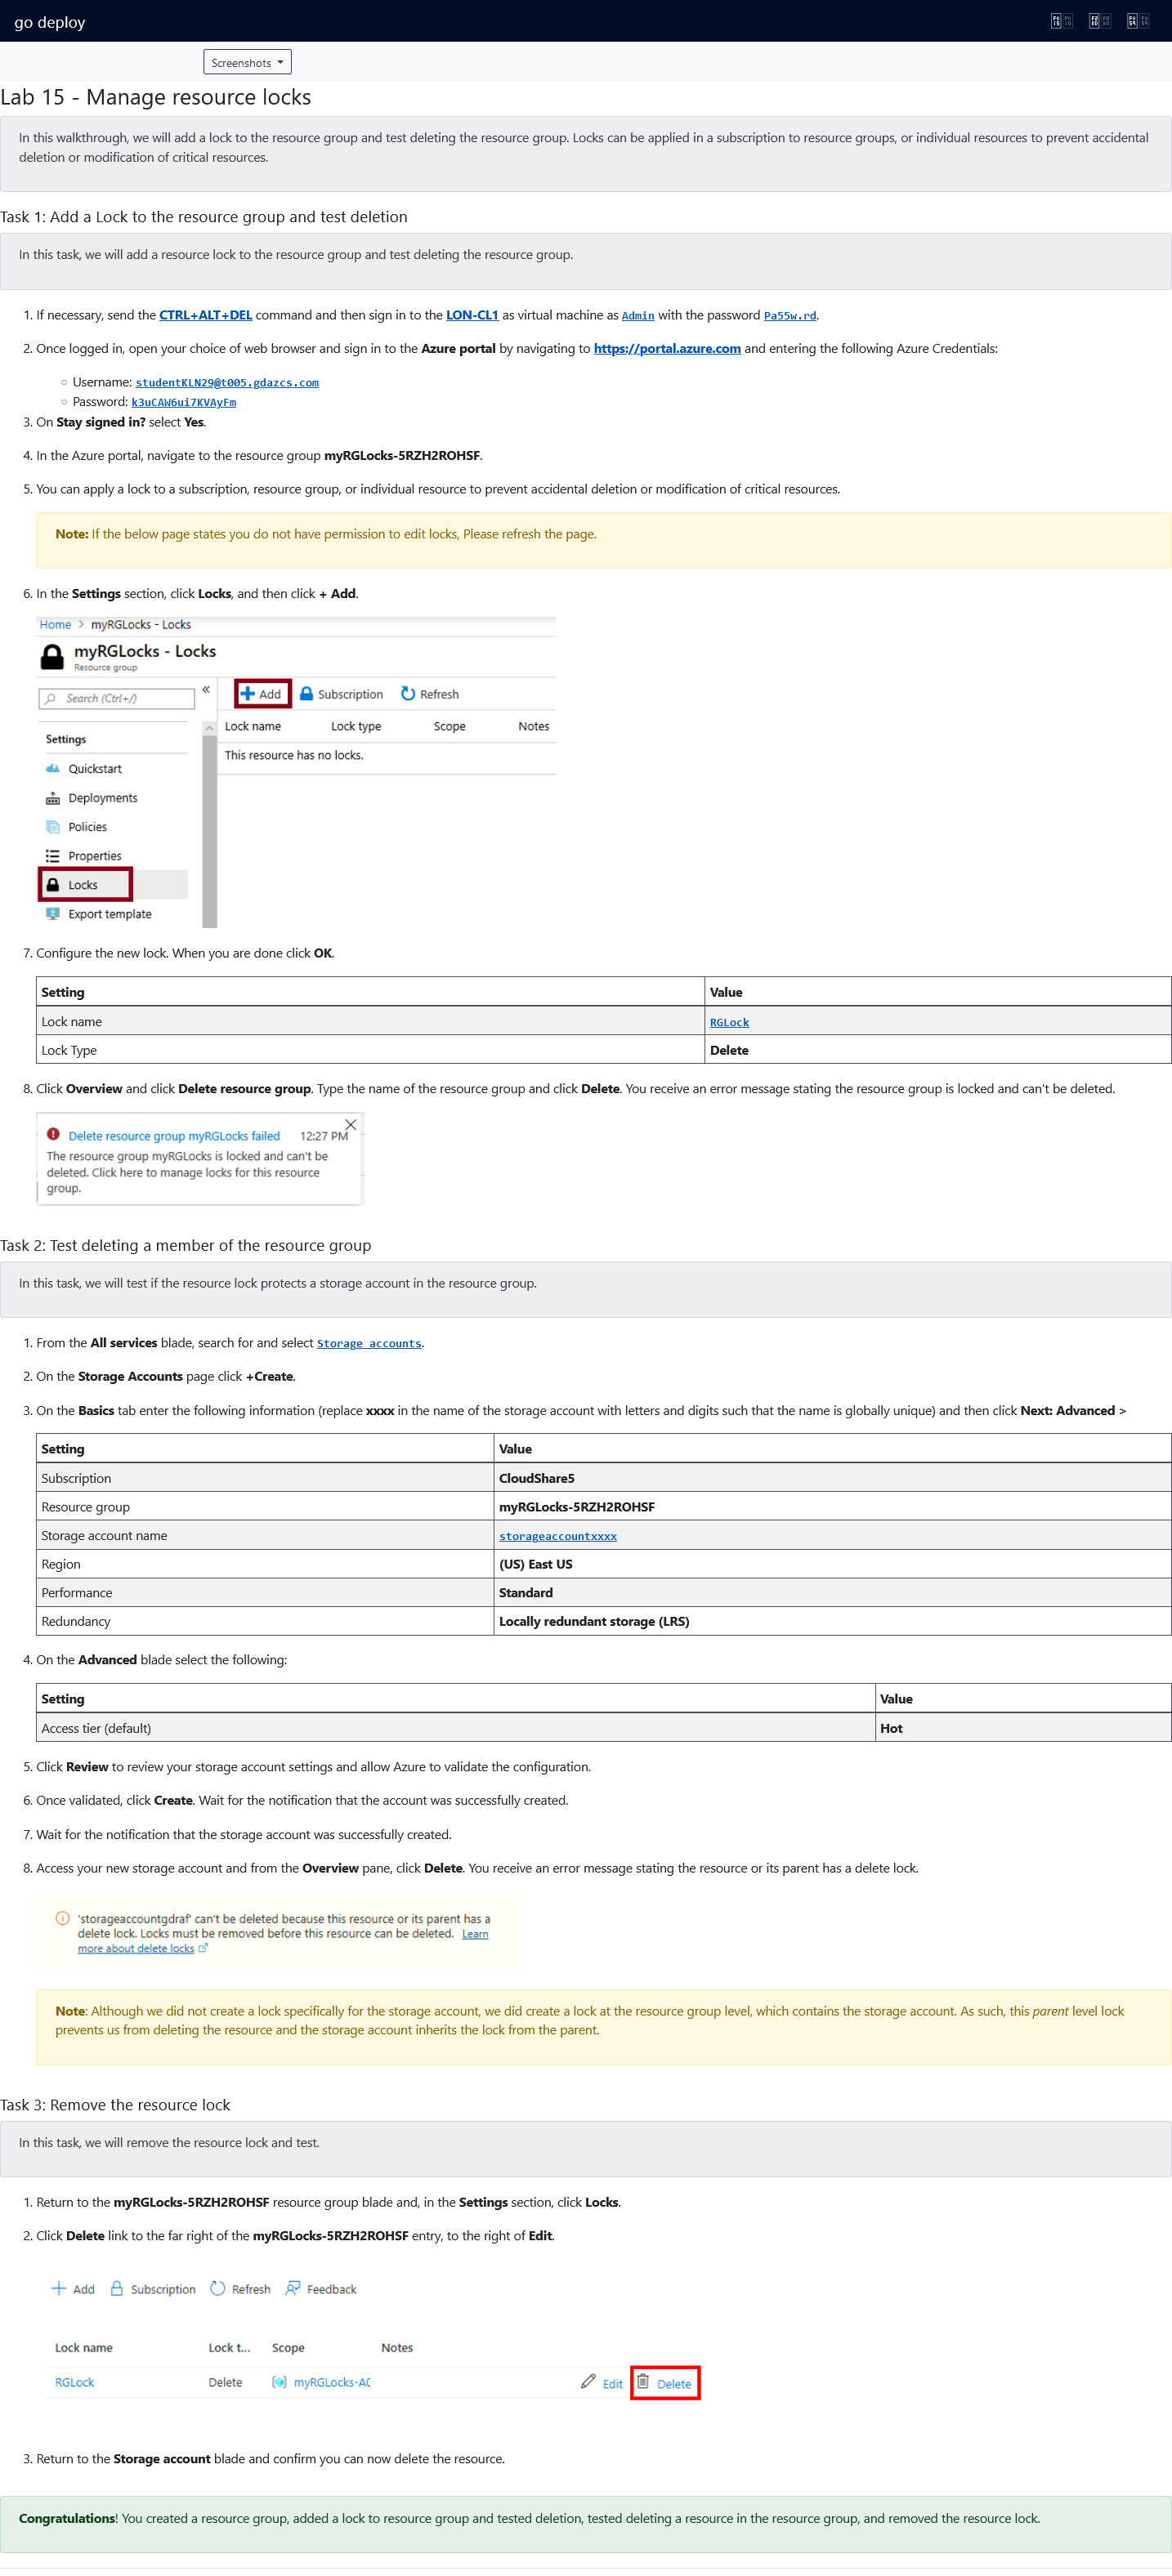 go deploy
Screenshots
Lab 15 - Manage resource locks
In this walkthrough, we will add a lock to the resource group and test deleting the resource group. Locks can be applied in a subscription to resource groups, or individual resources to prevent accidental
deletion or modification of critical resources.
Task 1: Add a Lock to the resource group and test deletion
In this task, we will add a resource lock to the resource group and test deleting the resource group.
1. If necessary, send the CTRL+ALT+DEL command and then sign in to the LON-CL1 as virtual machine as Admin with the password Pa55w.rd.
2. Once logged in, open your choice of web browser and sign in to the Azure portal by navigating to https://portal.azure.com and entering the following Azure Credentials:
Username: studentKLN29@t005.gdazcs.com
Password: k3uCAW6ui7KVAyFm
3. On Stay signed in? select Yes.
4. In the Azure portal, navigate to the resource group myRGLocks-5RZH2ROHSF.
5. You can apply a lock to a subscription, resource group, or individual resource to prevent accidental deletion or modification of critical resources.
Note: If the below page states you do not have permission to edit locks, Please refresh the page.
6. In the Settings section, click Locks, and then click + Add.
Home > myRGLocks - Locks
myRGLocks - Locks
Resource group
Search (Ctrl+/) « Add Subscription Refresh
Lock name Lock type Scope Notes
Settings
This resource has no locks.
Quickstart
Deployments
Policies
Properties
Locks
Export template
7. Configure the new lock. When you are done click OK.
Setting Value
Lock name RGLock
Lock Type Delete
8. Click Overview and click Delete resource group. Type the name of the resource group and click Delete. You receive an error message stating the resource group is locked and can't be deleted.
Delete resource group myRGLocks failed 12:27 PM
The resource group myRGLocks is locked and can't be
deleted. Click here to manage locks for this resource
group.
Task 2: Test deleting a member of the resource group
In this task, we will test if the resource lock protects a storage account in the resource group.
1. From the All services blade, search for and select Storage accounts.
2. On the Storage Accounts page click +Create.
3. On the Basics tab enter the following information (replace xxxx in the name of the storage account with letters and digits such that the name is globally unique) and then click Next: Advanced >
Setting Value
Subscription CloudShare5
Resource group myRGLocks-5RZH2ROHSF
Storage account name storageaccountxxxx
Region (US) East US
Performance Standard
Redundancy Locally redundant storage (LRS)
4. On the Advanced blade select the following:
Setting Value
Access tier (default) Hot
5. Click Review to review your storage account settings and allow Azure to validate the configuration.
6. Once validated, click Create. Wait for the notification that the account was successfully created.
7. Wait for the notification that the storage account was successfully created.
8. Access your new storage account and from the Overview pane, click Delete. You receive an error message stating the resource or its parent has a delete lock.
'storageaccountgdraf' can't be deleted because this resource or its parent has a
delete lock. Locks must be removed before this resource can be deleted. Learn
more about delete locks
Note: Although we did not create a lock specifically for the storage account, we did create a lock at the resource group level, which contains the storage account. As such, this parent level lock
prevents us from deleting the resource and the storage account inherits the lock from the parent.
Task 3: Remove the resource lock
In this task, we will remove the resource lock and test.
1. Return to the myRGLocks-5RZH2ROHSF resource group blade and, in the Settings section, click Locks.
2. Click Delete link to the far right of the myRGLocks-5RZH2ROHSF entry, to the right of Edit.
Add Subscription Refresh Feedback
Lock name Lock t... Scope Notes
RGLock Delete myRGLocks-AC Edit Delete
3. Return to the Storage account blade and confirm you can now delete the resource.
Congratulations! You created a resource group, added a lock to resource group and tested deletion, tested deleting a resource in the resource group, and removed the resource lock.